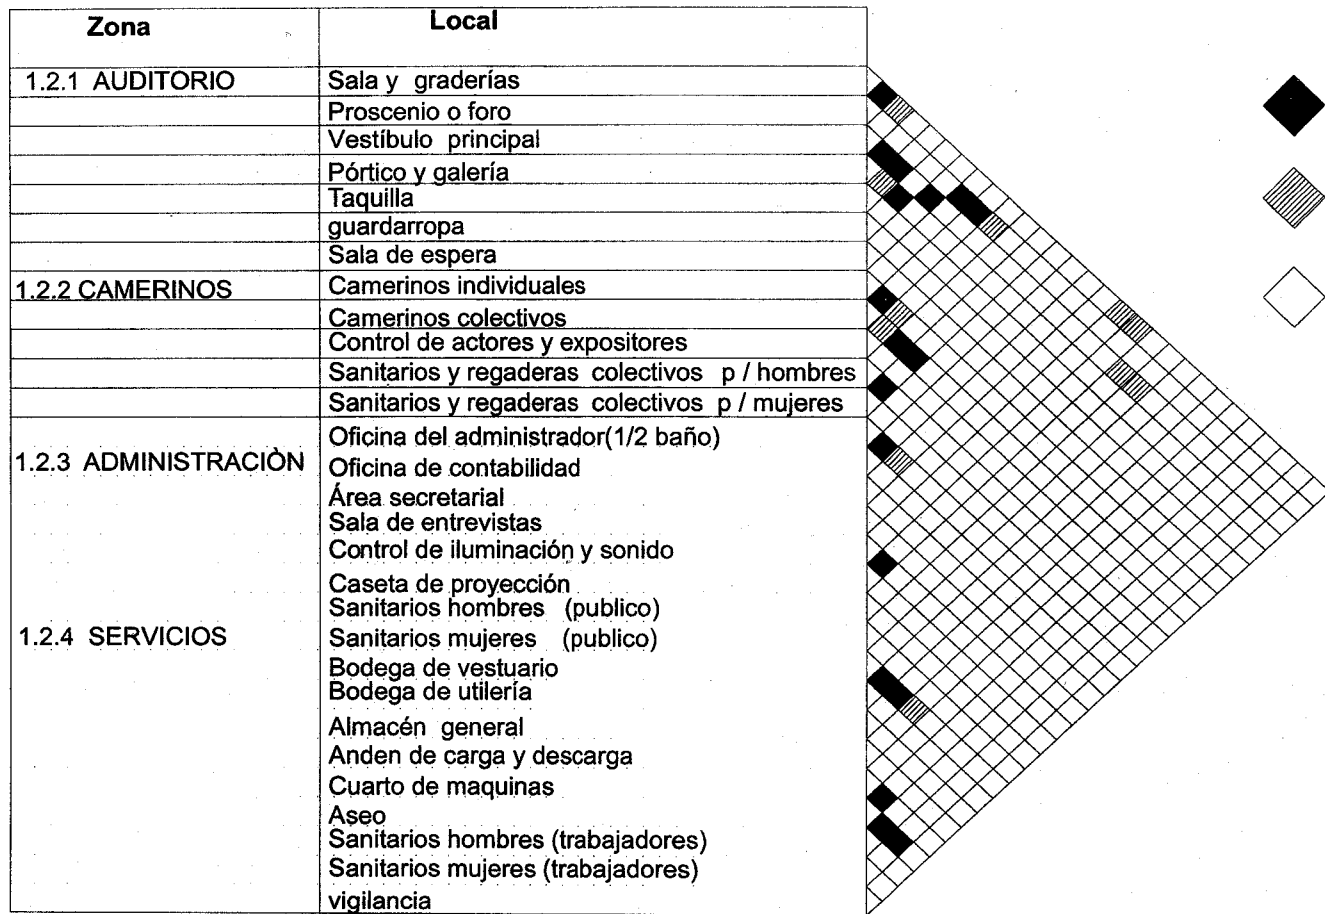 Zona Local
1.2.1 AUDITORIO Sala y graderías
Proscenio o foro
Vestíbulo principal
Pórtico y galería
Taquilla
guardarropa
Sala de espera
1.2.2 CAMERINOS Camerinos individuales
Camerinos colectivos
Control de actores y expositores
Sanitarios y regaderas colectivos p / hombres
Sanitarios y regaderas colectivos p / mujeres
Oficina del administrador(1/2 baño)
1.2.3 ADMINISTRACIÒN Oficina de contabilidad
Área secretarial
Sala de entrevistas
Control de iluminación y sonido
Caseta de proyección
Sanitarios hombres (publico)
1.2.4 SERVICIOS Sanitarios mujeres (publico)
Bodega de vestuario
Bodega de utilería
Almacén general
Anden de carga y descarga
Cuarto de maquinas
Aseo
Sanitarios hombres (trabajadores)
Sanitarios mujeres (trabajadores)
vigilancia